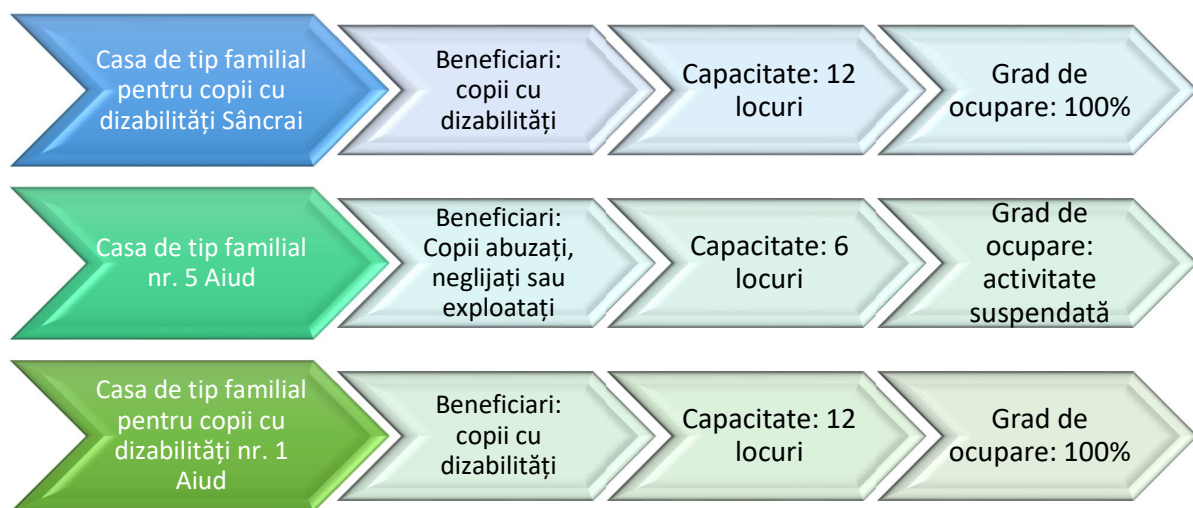 Casa de tip familial
pentru copii cu
dizabilități Sâncrai
Beneficiari:
copii cu
dizabilități
Capacitate: 12
locuri
Grad de
ocupare: 100%
Casa de tip familial
nr. 5 Aiud
Beneficiari:
Copii abuzați,
neglijați sau
exploatați
Capacitate: 6
locuri
Grad de
ocupare:
activitate
suspendată
Casa de tip familial
pentru copii cu
dizabilități nr. 1
Aiud
Beneficiari:
copii cu
dizabilități
Capacitate: 12
locuri
Grad de
ocupare: 100%